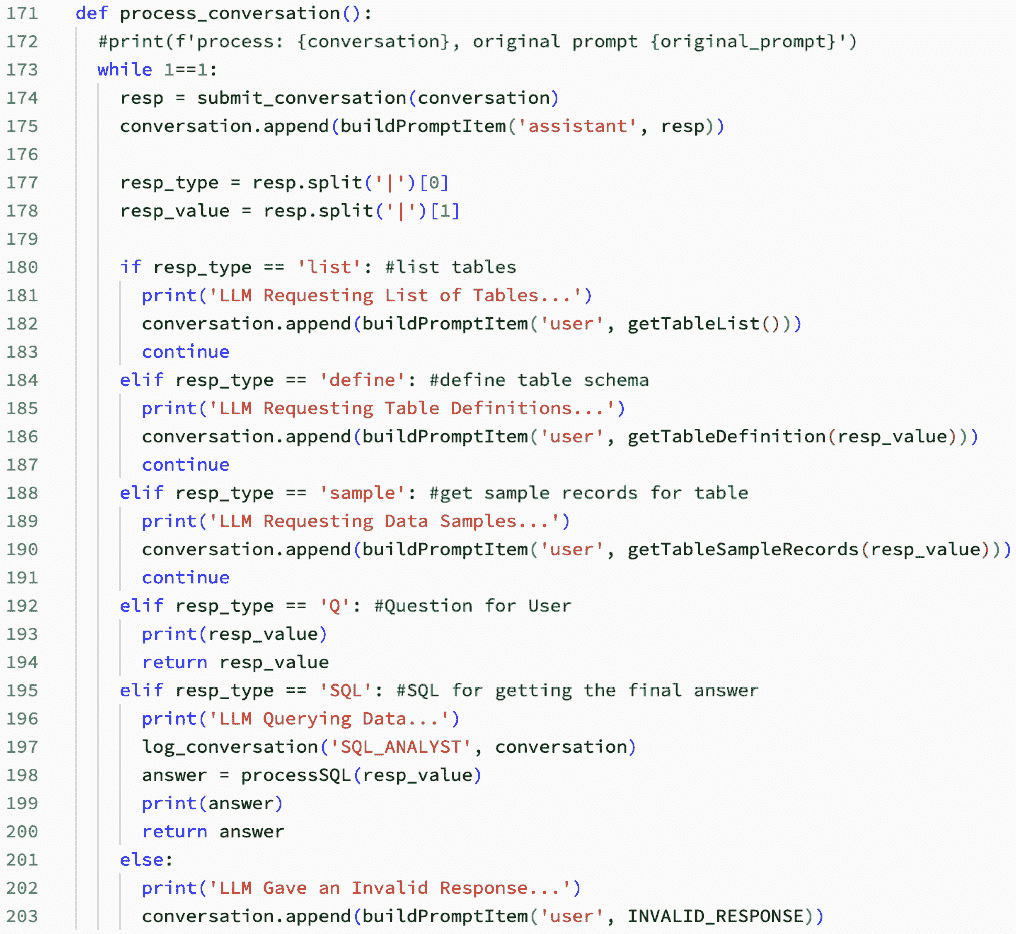 171 def process_conversation():
172 #print(f'process: {conversation}, original prompt {original_prompt}')
173 while 1==1:
174 resp = submit_conversation(conversation)
175 conversation.append(buildPromptItem('assistant', resp))
176
177 resp_type = resp.split('|')[0]
178 resp_value = resp.split('|')[1]
179
180 if resp_type == 'list': #list tables
181 print('LLM Requesting List of Tables...')
182 conversation.append(buildPromptItem('user', getTableList()))
183 continue
184 elif resp_type == 'define': #define table schema
185 print('LLM Requesting Table Definitions...')
186 conversation.append(buildPromptItem('user', getTableDefinition(resp_value)))
187 continue
188 elif resp_type == 'sample': #get sample records for table
189 print('LLM Requesting Data Samples...')
190 conversation.append(buildPromptItem('user', getTableSampleRecords(resp_value)))
191 continue
192 elif resp_type == 'Q': #Question for User
193 print(resp_value)
194 return resp_value
195 elif resp_type == 'SQL': #SQL for getting the final answer
196 print('LLM Querying Data...')
197 log_conversation('SQL_ANALYST', conversation)
198 answer = processSQL(resp_value)
199 print(answer)
200 return answer
201 else:
202 print('LLM Gave an Invalid Response...')
203 conversation.append(buildPromptItem('user', INVALID_RESPONSE))